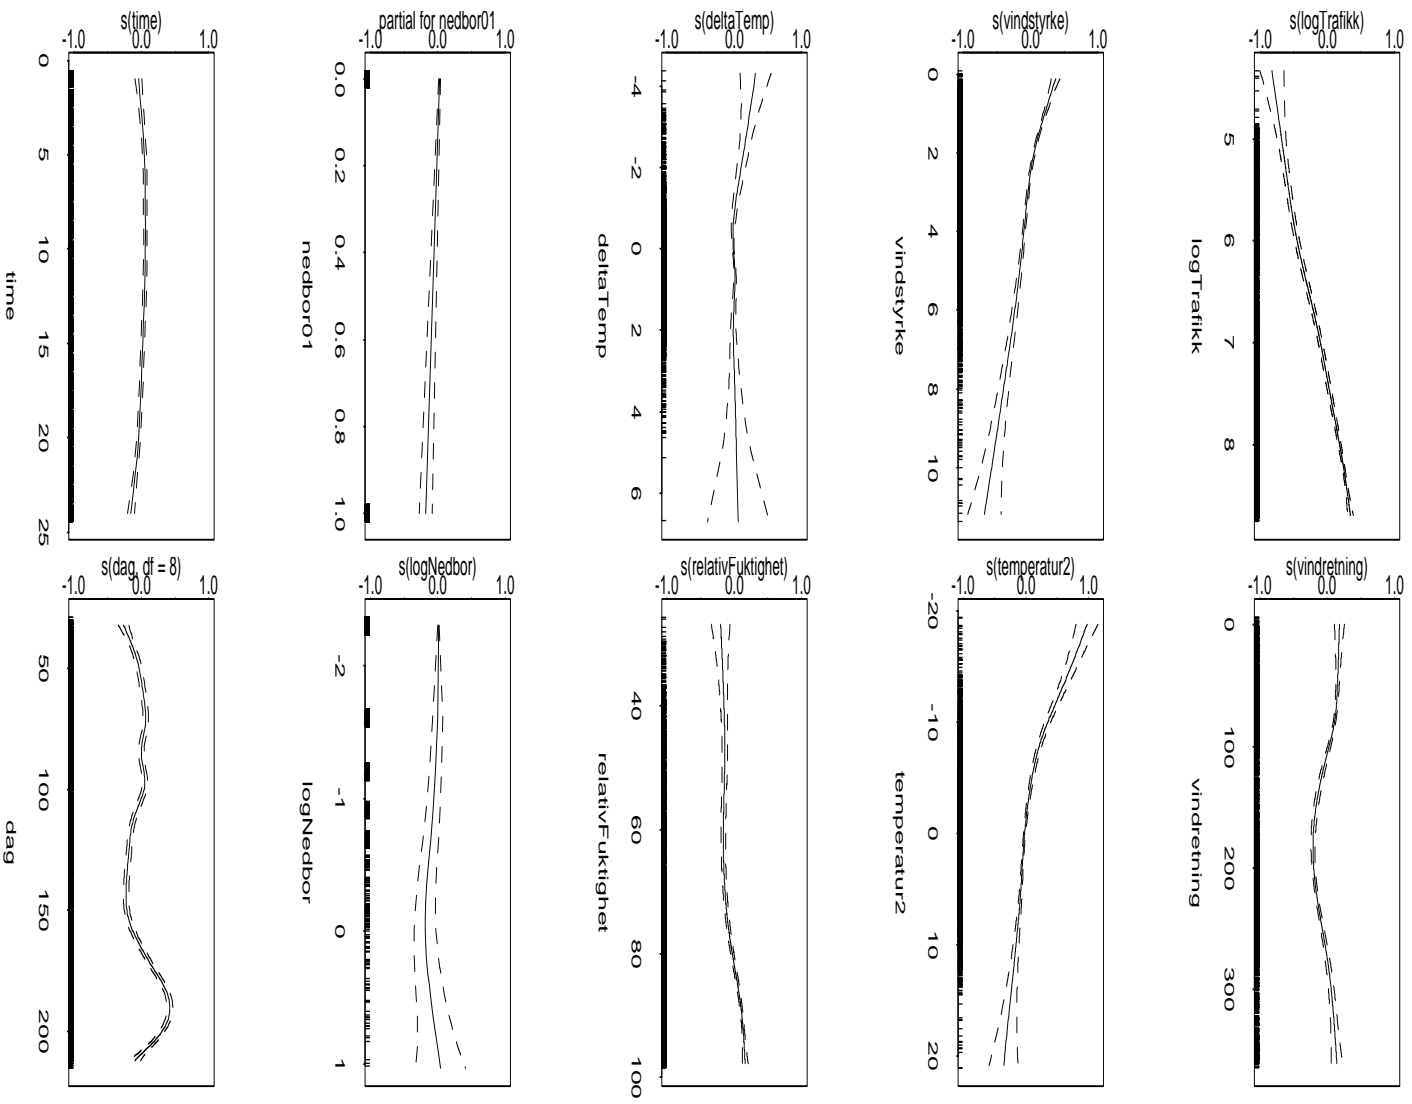 s(logTrafikk)
-1.0 0.0 1.0
5 6 7 8
logTrafikk
s(vindretning)
-1.0 0.0 1.0
0 100 200 300
vindretning
s(vindstyrke)
-1.0 0.0 1.0
0 2 4 6 8 10
vindstyrke
s(temperatur2)
-1.0 0.0 1.0
-20 -10 0 10 20
temperatur2
s(deltaTemp)
-1.0 0.0 1.0
-4 -2 0 2 4 6
deltaTemp
s(relativFuktighet)
-1.0 0.0 1.0
40 60 80 100
relativFuktighet
partial for nedbor01
-1.0 0.0 1.0
0.0 0.2 0.4 0.6 0.8 1.0
nedbor01
s(logNedbor)
-1.0 0.0 1.0
-2 -1 0 1
logNedbor
s(time)
-1.0 0.0 1.0
0 5 10 15 20 25
time
s(dag, df = 8)
-1.0 0.0 1.0
50 100 150 200
dag